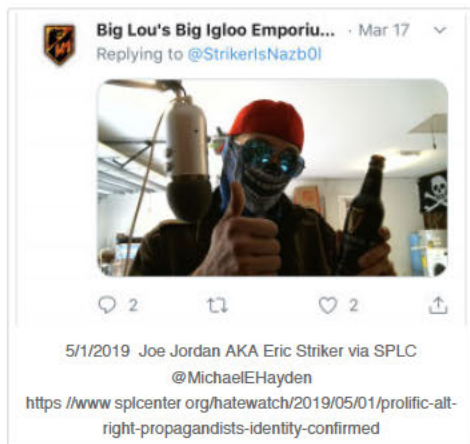 Big Lou's Big Igloo Emporiu... · Mar 17
Replying to @StrikerIsNazb0l
2
2
5/1/2019 Joe Jordan AKA Eric Striker via SPLC
@MichaelEHayden
https //www splcenter org/hatewatch/2019/05/01/prolific-alt-
right-propagandists-identity-confirmed